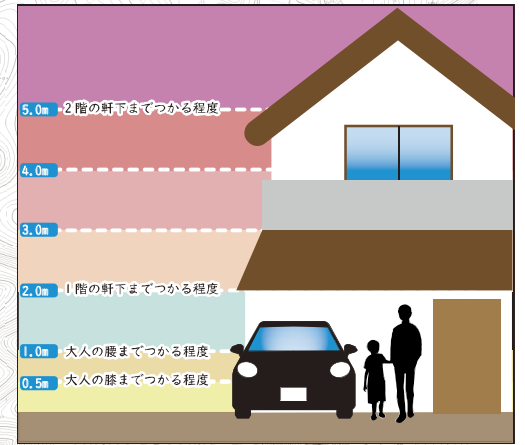 5.0m 2階の軒下までつかる程度
4.0m
3.0m
2.0m 1階の軒下までつかる程度
1.0m 大人の腰までつかる程度
0.5m 大人の膝までつかる程度